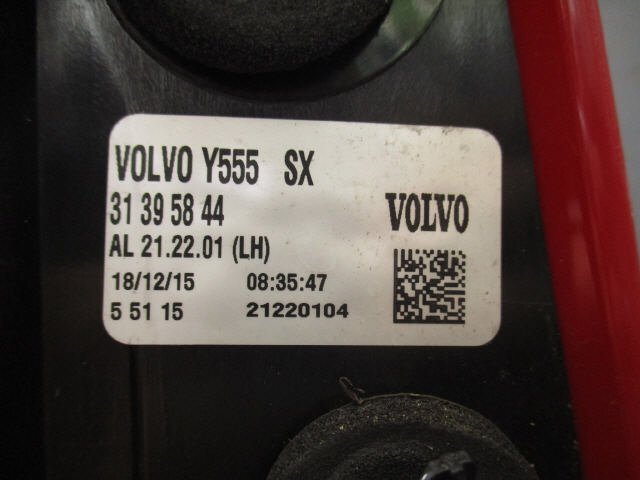 VOLVO Y555 SX
31 39 58 44
VOLVO
AL 21.22.01 (LH)
18/12/15 08:35:47
5 51 15 21220104